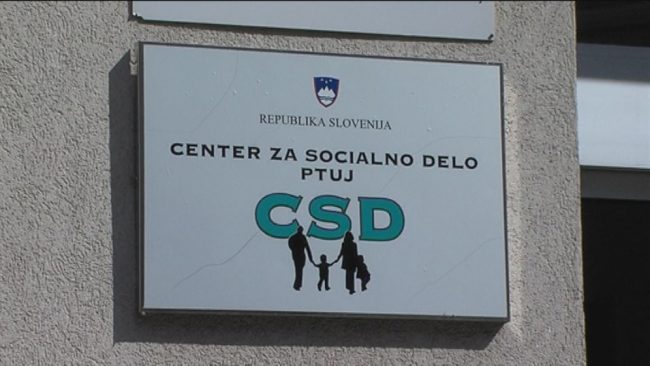 REPUBLIKA SLOVENIJA
CENTER ZA SOCIALNO DELO
PTUJ
CSD